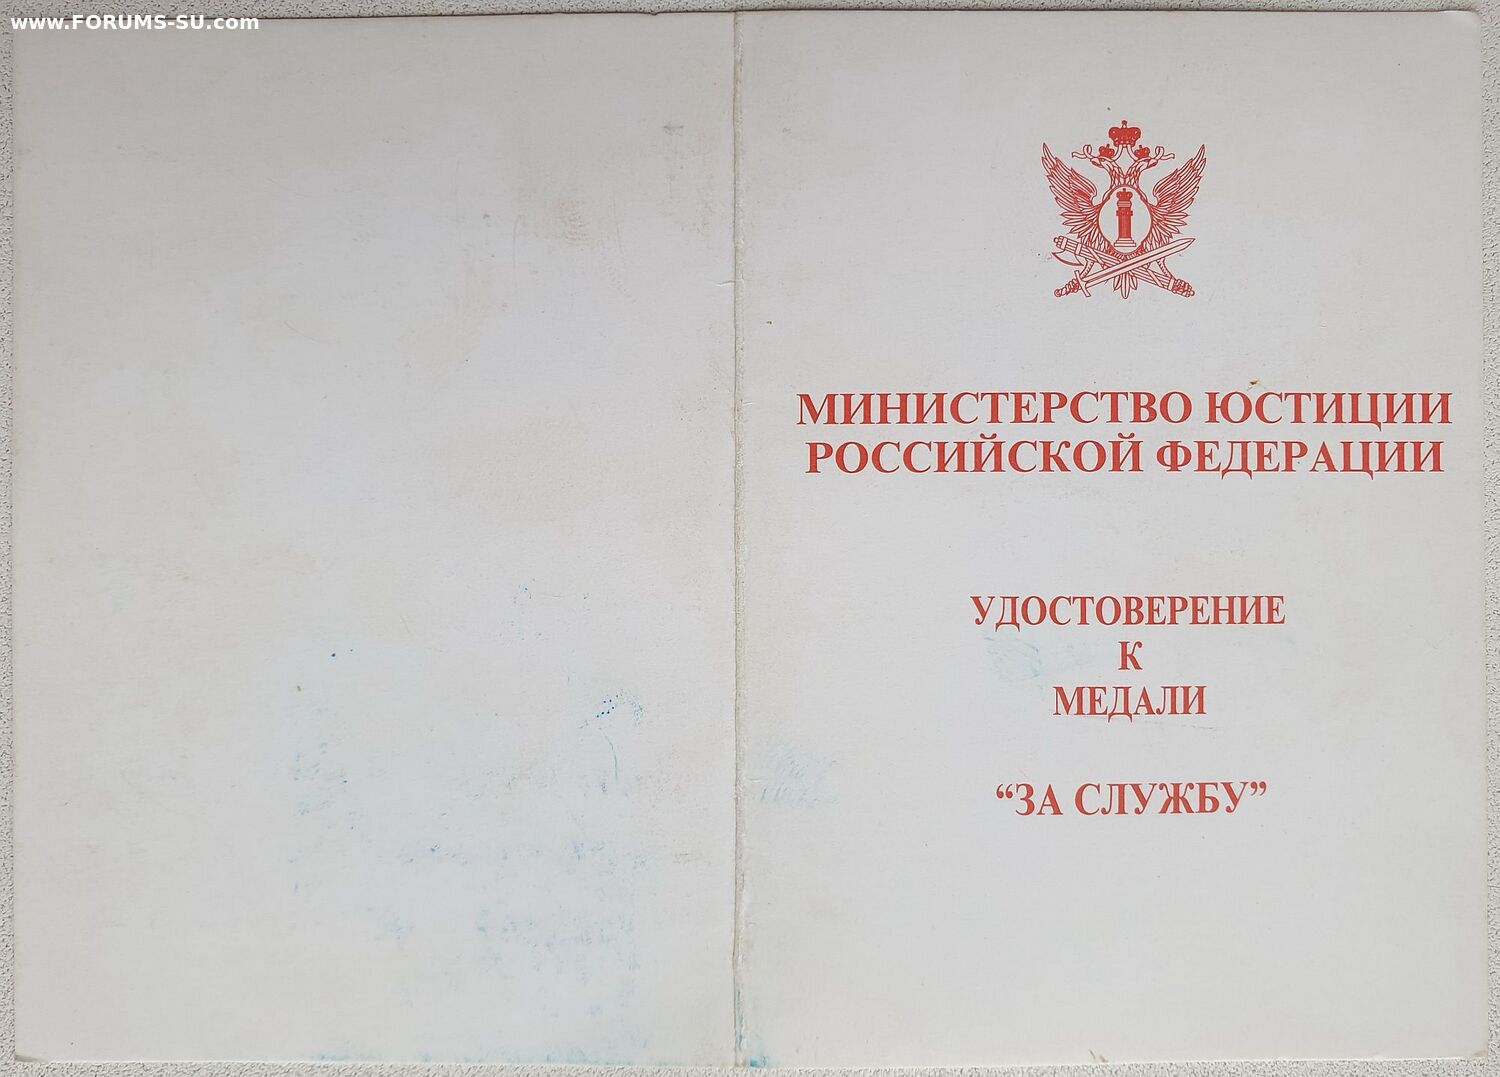 www.FORUMS-SU.com
МИНИСТЕРСТВО ЮСТИЦИИ
РОССИЙСКОЙ ФЕДЕРАЦИИ
УДОСТОВЕРЕНИЕ
К
МЕДАЛИ
“ЗА СЛУЖБУ”